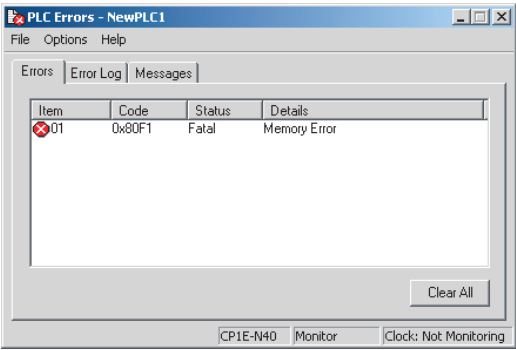 PLC Errors - NewPLC1
File Options Help
Errors Error Log Messages
Item Code Status Details
01 0x80F1 Fatal Memory Error
Clear All
CP1E-N40 Monitor Clock: Not Monitoring